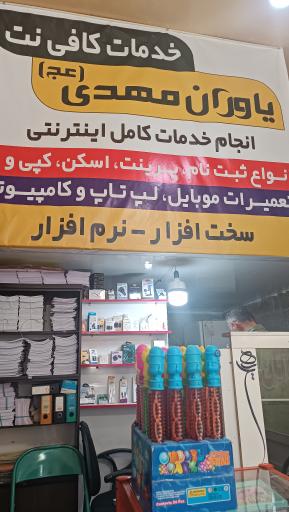 خدمات کافی نت
یاوران مهدی (عج)
انجام خدمات کامل اینترنتی
انواع ثبت نام، پرینت، اسکن، کپی و
تعمیرات موبایل، لپ تاپ و کامپیوتر
سخت افزار - نرم افزار